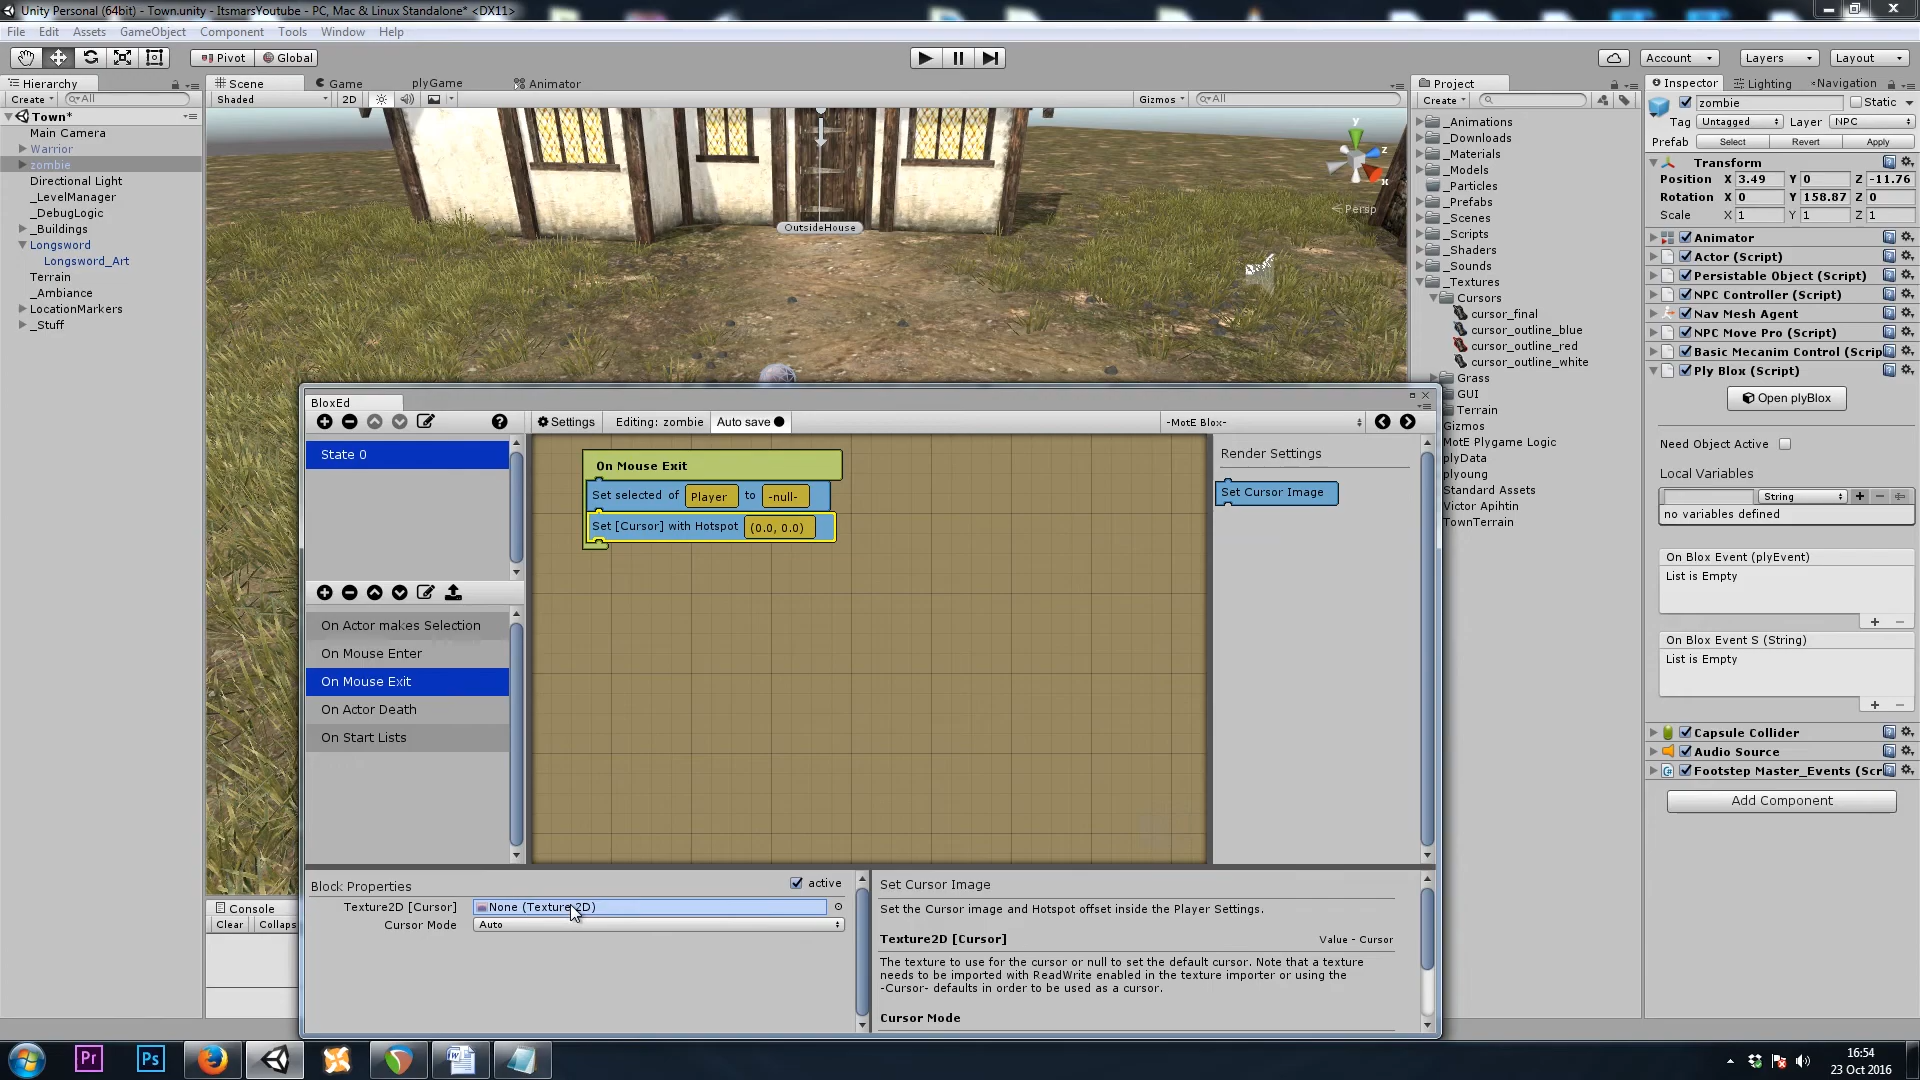 Unity Personal (64bit) - Town.unity - ItsmarsYoutube - PC, Mac & Linux Standalone* <DX11>
File Edit Assets GameObject Component Tools Window Help
Pivot Global Account Layers Layout
Hierarchy
Create All
Town*
Main Camera
Warrior
zombie
Directional Light
_LevelManager
_DebugLogic
_Buildings
Longsword
Longsword_Art
Terrain
_Ambiance
LocationMarkers
_Stuff
Scene Game plyGame Animator
Shaded 2D Gizmos All
OutsideHouse
y
z
x
Persp
Project
Create
_Animations
_Downloads
_Materials
_Models
_Particles
_Prefabs
_Scenes
_Scripts
_Shaders
_Sounds
_Textures
Cursors
cursor_final
cursor_outline_blue
cursor_outline_red
cursor_outline_white
Grass
GUI
Terrain
Gizmos
MotE Plygame Logic
plyData
plyoung
Standard Assets
Victor Apihtin
TownTerrain
Inspector Lighting Navigation
zombie Static
Tag Untagged Layer NPC
Prefab Select Revert Apply
Transform
Position X 3.49 Y 0 Z -11.76
Rotation X 0 Y 158.87 Z 0
Scale X 1 Y 1 Z 1
Animator
Actor (Script)
Persistable Object (Script)
NPC Controller (Script)
Nav Mesh Agent
NPC Move Pro (Script)
Basic Mecanim Control (Scrip
Ply Blox (Script)
Open plyBlox
Need Object Active
Local Variables
String
no variables defined
On Blox Event (plyEvent)
List is Empty
On Blox Event S (String)
List is Empty
Capsule Collider
Audio Source
Footstep Master_Events (Scr
Add Component
BloxEd
Settings Editing: zombie Auto save -MotE Blox-
State 0
On Actor makes Selection
On Mouse Enter
On Mouse Exit
On Actor Death
On Start Lists
On Mouse Exit
Set selected of Player to -null-
Set [Cursor] with Hotspot (0.0, 0.0)
Render Settings
Set Cursor Image
Block Properties active
Texture2D [Cursor] None (Texture 2D)
Cursor Mode Auto
Set Cursor Image
Set the Cursor image and Hotspot offset inside the Player Settings.
Texture2D [Cursor] Value - Cursor
The texture to use for the cursor or null to set the default cursor. Note that a texture
needs to be imported with ReadWrite enabled in the texture importer or using the
-Cursor- defaults in order to be used as a cursor.
Cursor Mode
Console
Clear Collaps
Pr Ps
16:54
23 Oct 2016